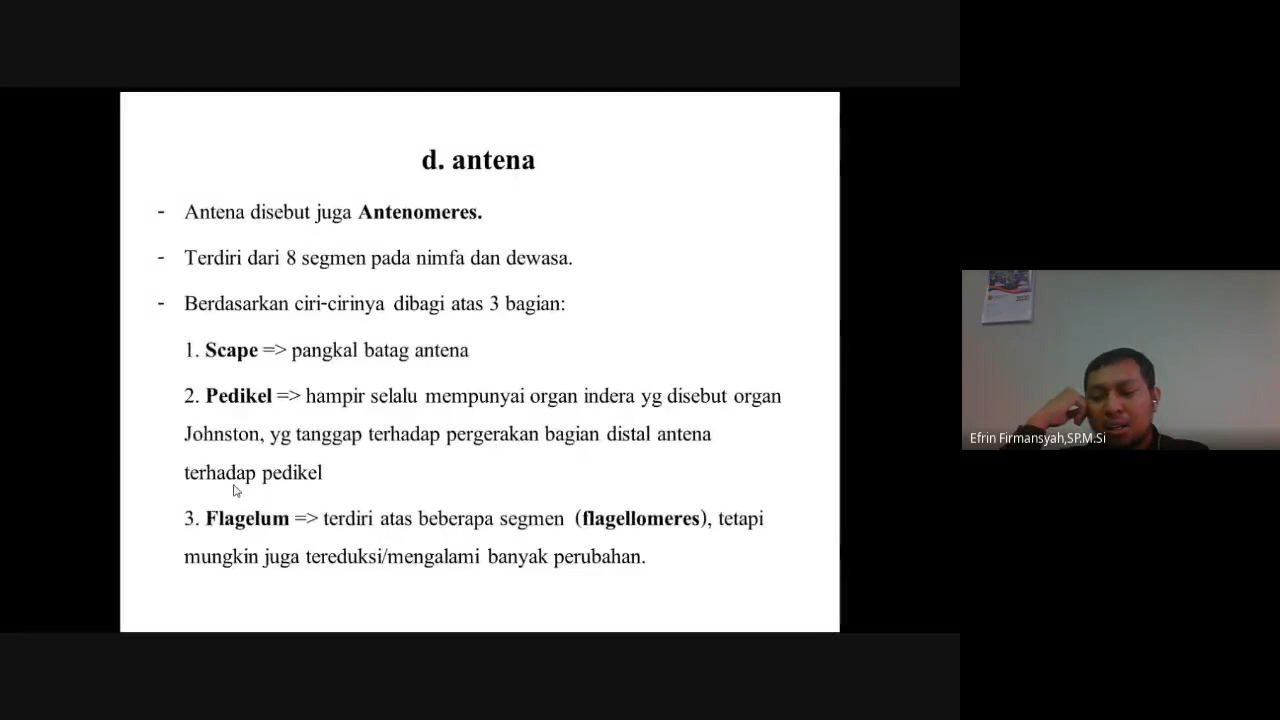 d. antena
- Antena disebut juga Antenomeres.
- Terdiri dari 8 segmen pada nimfa dan dewasa.
- Berdasarkan ciri-cirinya dibagi atas 3 bagian:
1. Scape => pangkal batag antena
2. Pedikel => hampir selalu mempunyai organ indera yg disebut organ
Johnston, yg tanggap terhadap pergerakan bagian distal antena
terhadap pedikel
3. Flagelum => terdiri atas beberapa segmen (flagellomeres), tetapi
mungkin juga tereduksi/mengalami banyak perubahan.
Efrin Firmansyah,SP.M.Si